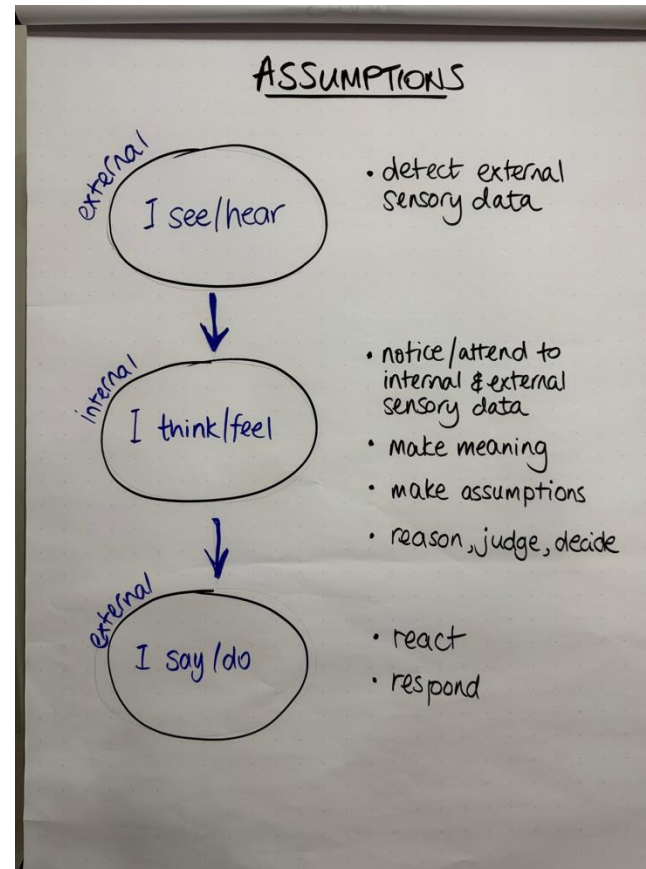 ASSUMPTIONS
external
I see/hear
• detect external
sensory data
internal
I think/feel
• notice/attend to
internal & external
sensory data
• make meaning
• make assumptions
• reason, judge, decide
external
I say/do
• react
• respond